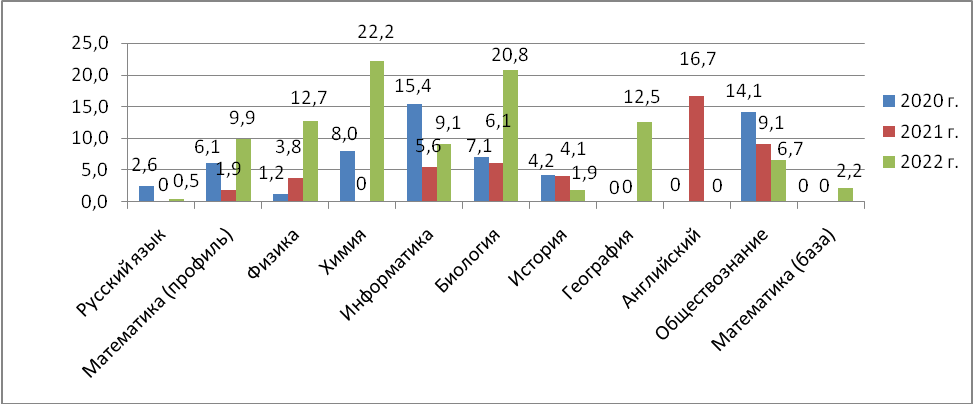 25,0
20,0
15,0
10,0
5,0
0,0
2,6
0
0,5
6,1
1,9
9,9
1,2
3,8
12,7
8,0
0
22,2
15,4
5,6
9,1
7,1
6,1
20,8
4,2
4,1
1,9
0
0
12,5
0
16,7
0
14,1
9,1
6,7
0
0
2,2
Русский язык
Математика (профиль)
Физика
Химия
Информатика
Биология
История
География
Английский
Обществознание
Математика (база)
2020 г.
2021 г.
2022 г.